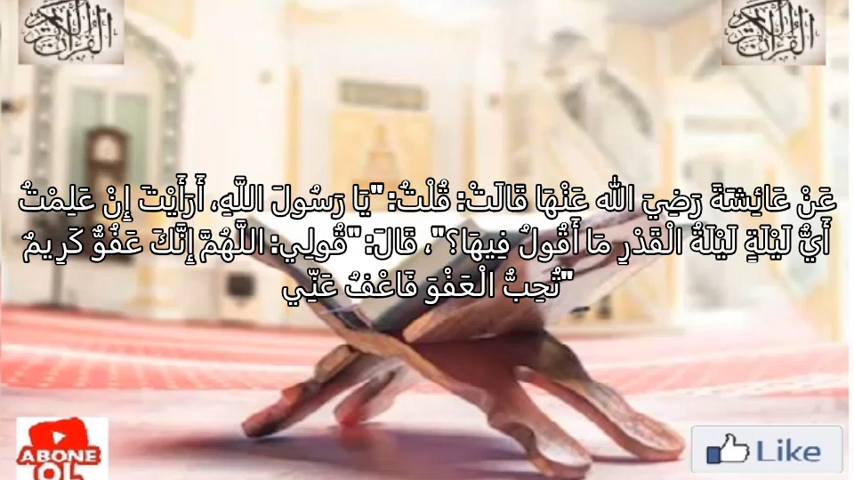 عَنْ عَائِشَةَ رَضِيَ الله عَنْهَا قَالَتْ: قُلْتُ: "يَا رَسُولَ اللَّهِ، أَرَأَيْتَ إِنْ عَلِمْتُ
أَيُّ لَيْلَةٍ لَيْلَةُ الْقَدْرِ مَا أَقُولُ فِيهَا؟"، قَالَ: "قُولِي: اللَّهُمّ إِنَّكَ عَفُوٌّ كَرِيمٌ
تُحِبُّ الْعَفْوَ فَاعْفُ عَنِّي"
ABONE
OL
Like